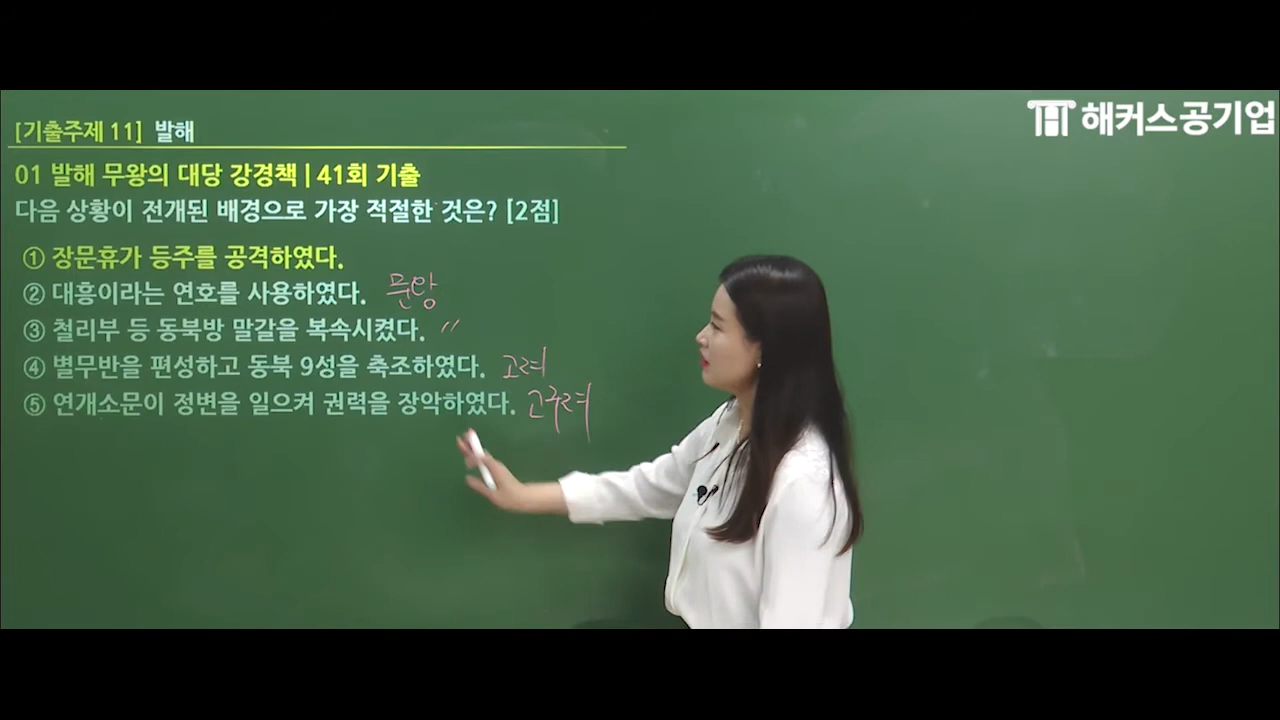 해커스공기업
[기출주제 11] 발해
01 발해 무왕의 대당 강경책 | 41회 기출
다음 상황이 전개된 배경으로 가장 적절한 것은? [2점]
① 장문휴가 등주를 공격하였다.
② 대흥이라는 연호를 사용하였다. 문왕
③ 철리부 등 동북방 말갈을 복속시켰다. 〃
④ 별무반을 편성하고 동북 9성을 축조하였다. 고려
⑤ 연개소문이 정변을 일으켜 권력을 장악하였다. 고구려